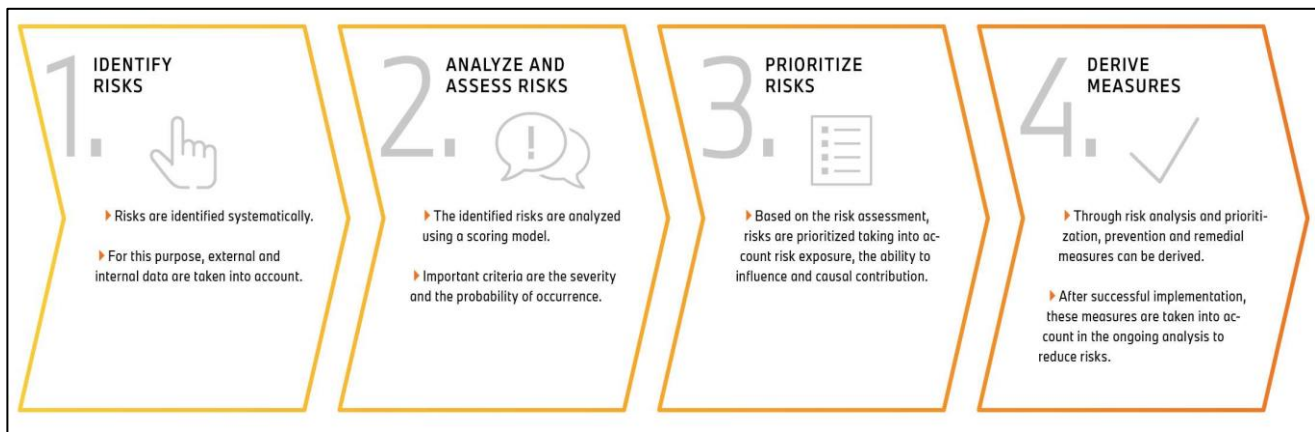 1.
IDENTIFY
RISKS
▶ Risks are identified systematically.
▶ For this purpose, external and
internal data are taken into account.
2.
ANALYZE AND
ASSESS RISKS
!
▶ The identified risks are analyzed
using a scoring model.
▶ Important criteria are the severity
and the probability of occurrence.
3.
PRIORITIZE
RISKS
▶ Based on the risk assessment,
risks are prioritized taking into ac-
count risk exposure, the ability to
influence and causal contribution.
4.
DERIVE
MEASURES
▶ Through risk analysis and prioriti-
zation, prevention and remedial
measures can be derived.
▶ After successful implementation,
these measures are taken into ac-
count in the ongoing analysis to
reduce risks.